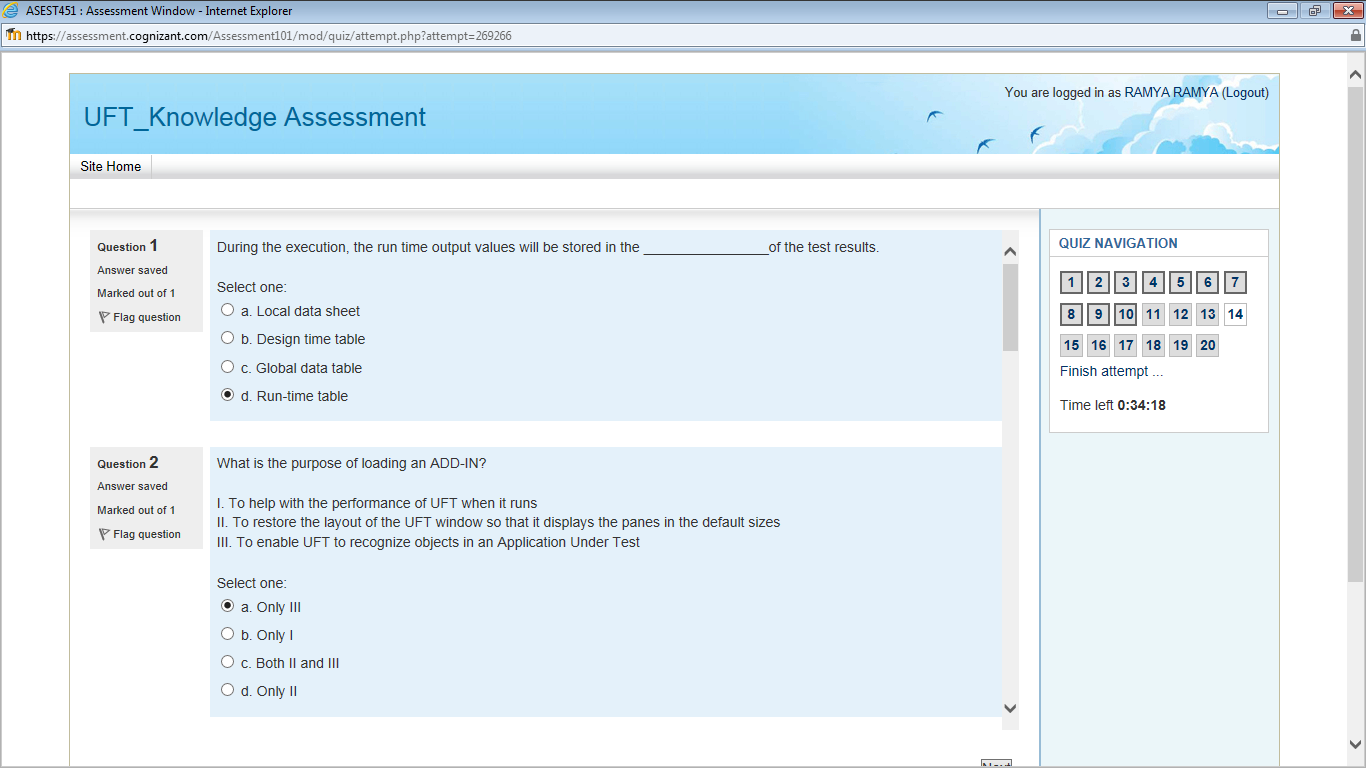 ASEST451 : Assessment Window - Internet Explorer
https://assessment.cognizant.com/Assessment101/mod/quiz/attempt.php?attempt=269266
You are logged in as RAMYA RAMYA (Logout)
UFT_Knowledge Assessment
Site Home
Question 1
Answer saved
Marked out of 1
Flag question
During the execution, the run time output values will be stored in the ________________of the test results.
Select one:
a. Local data sheet
b. Design time table
c. Global data table
d. Run-time table
Question 2
Answer saved
Marked out of 1
Flag question
What is the purpose of loading an ADD-IN?
I. To help with the performance of UFT when it runs
II. To restore the layout of the UFT window so that it displays the panes in the default sizes
III. To enable UFT to recognize objects in an Application Under Test
Select one:
a. Only III
b. Only I
c. Both II and III
d. Only II
QUIZ NAVIGATION
1 2 3 4 5 6 7
8 9 10 11 12 13 14
15 16 17 18 19 20
Finish attempt ...
Time left 0:34:18
Next